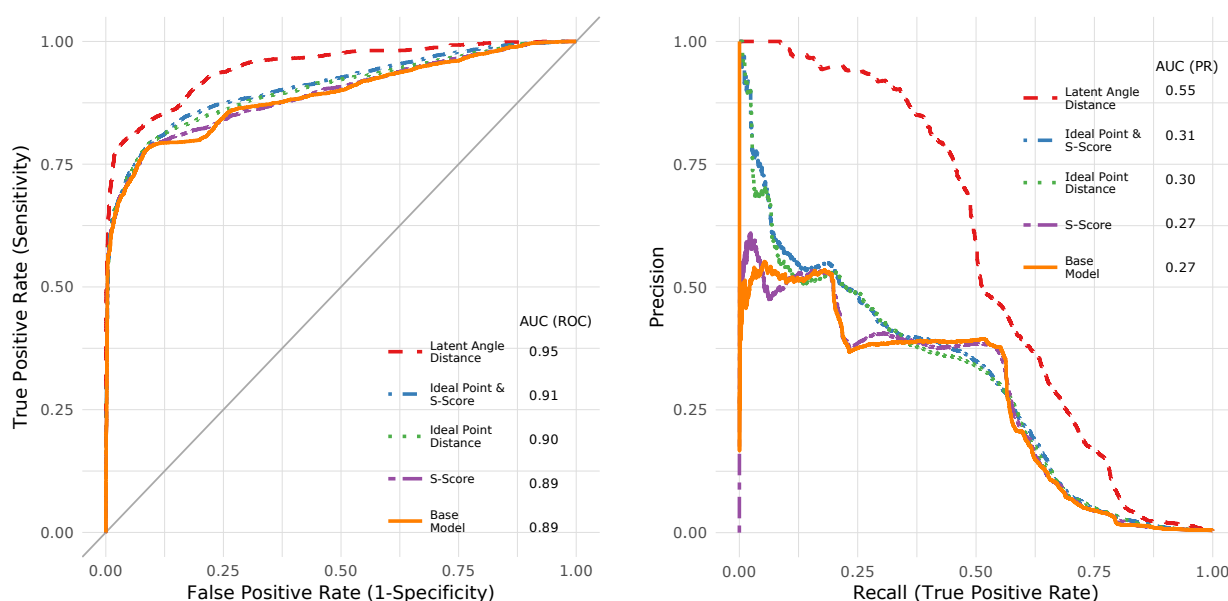 1.00
0.75
0.50
0.25
0.00
True Positive Rate (Sensitivity)
AUC (ROC)
Latent Angle
Distance
0.95
Ideal Point &
S-Score
0.91
Ideal Point
Distance
0.90
S-Score
0.89
Base
Model
0.89
0.00
0.25
0.50
0.75
1.00
False Positive Rate (1-Specificity)
1.00
0.75
0.50
0.25
0.00
Precision
AUC (PR)
Latent Angle
Distance
0.55
Ideal Point &
S-Score
0.31
Ideal Point
Distance
0.30
S-Score
0.27
Base
Model
0.27
0.00
0.25
0.50
0.75
1.00
Recall (True Positive Rate)